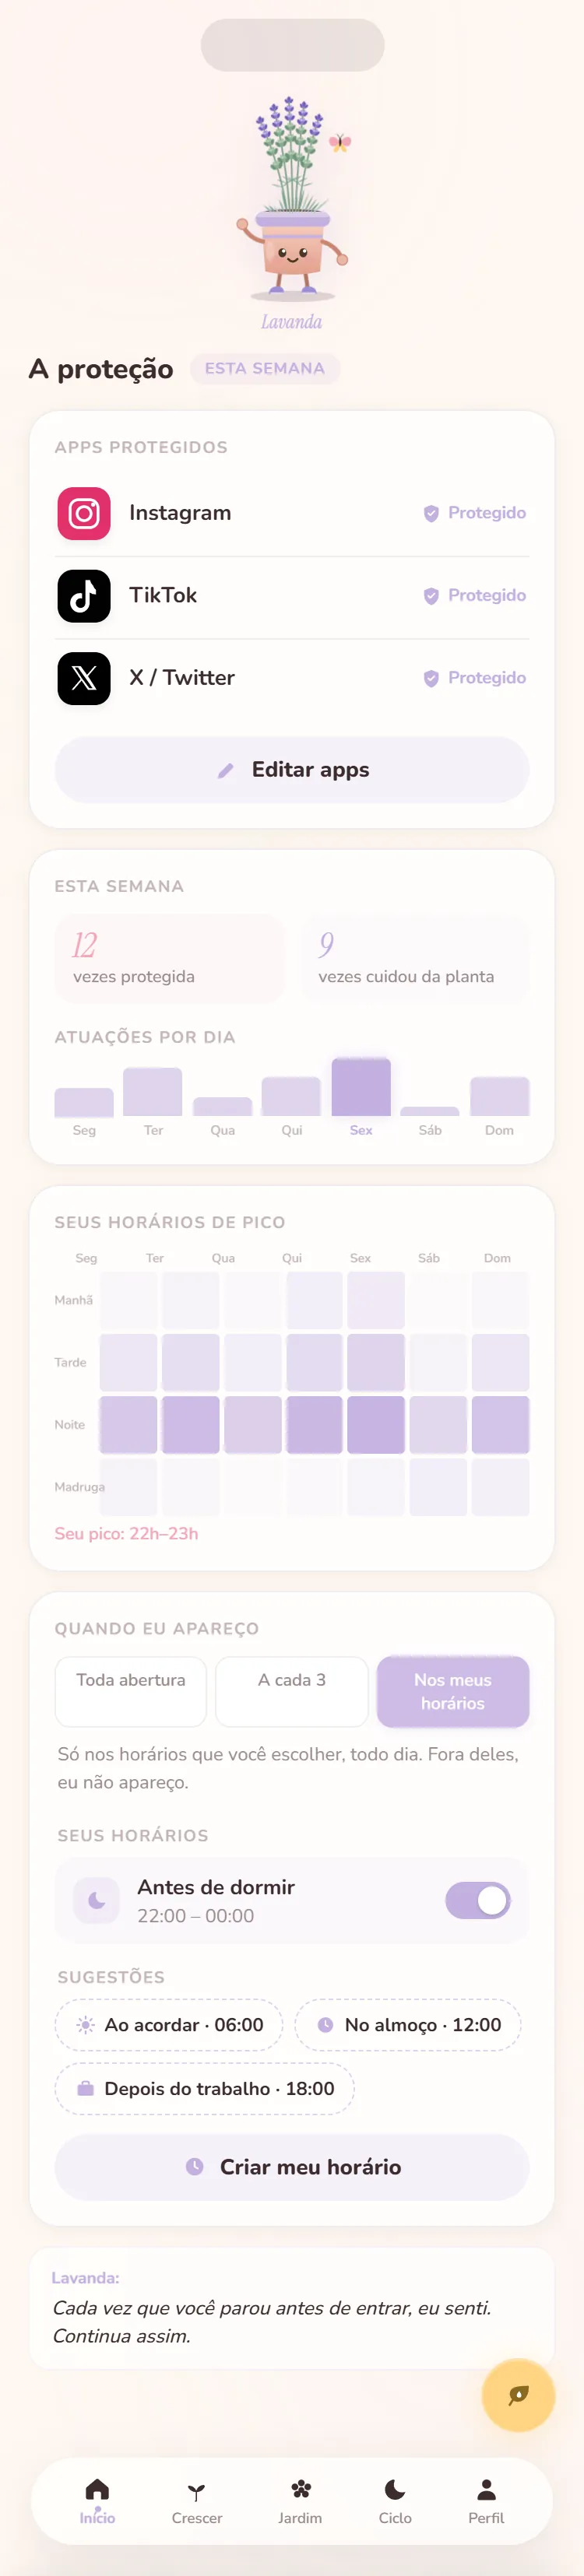 Lavanda
A proteção ESTA SEMANA
APPS PROTEGIDOS
Instagram Protegido
TikTok Protegido
X / Twitter Protegido
Editar apps
ESTA SEMANA
12 9
vezes protegida vezes cuidou da planta
ATUAÇÕES POR DIA
Seg Ter Qua Qui Sex Sáb Dom
SEUS HORÁRIOS DE PICO
Seg Ter Qua Qui Sex Sáb Dom
Manhã
Tarde
Noite
Madruga
Seu pico: 22h–23h
QUANDO EU APAREÇO
Toda abertura A cada 3 Nos meus
horários
Só nos horários que você escolher, todo dia. Fora deles,
eu não apareço.
SEUS HORÁRIOS
Antes de dormir
22:00 – 00:00
SUGESTÕES
Ao acordar · 06:00 No almoço · 12:00
Depois do trabalho · 18:00
Criar meu horário
Lavanda:
Cada vez que você parou antes de entrar, eu senti.
Continua assim.
Início Crescer Jardim Ciclo Perfil